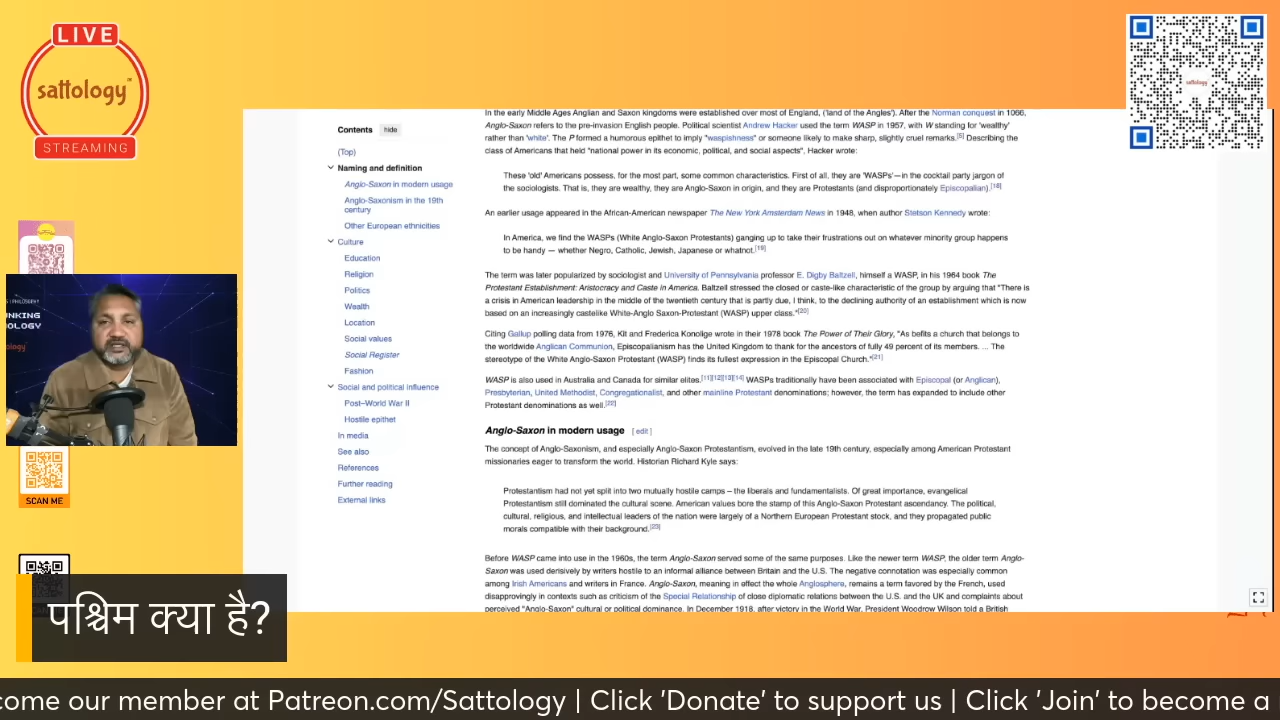 LIVE
sattology™
STREAMING
Contents hide
(Top)
Naming and definition
Anglo-Saxon in modern usage
Anglo-Saxonism in the 19th
century
Other European ethnicities
Culture
Education
Religion
Politics
Wealth
Location
Social values
Social Register
Fashion
Social and political influence
Post–World War II
Hostile epithet
In media
See also
References
Further reading
External links
In the early Middle Ages Anglian and Saxon kingdoms were established over most of England, ('land of the Angles'). After the Norman conquest in 1066,
Anglo-Saxon refers to the pre-invasion English people. Political scientist Andrew Hacker used the term WASP in 1957, with W standing for 'wealthy'
rather than 'white'. The P formed a humorous epithet to imply "waspishness" or someone likely to make sharp, slightly cruel remarks.[5] Describing the
class of Americans that held "national power in its economic, political, and social aspects", Hacker wrote:
These 'old' Americans possess, for the most part, some common characteristics. First of all, they are 'WASPs'—in the cocktail party jargon of
the sociologists. That is, they are wealthy, they are Anglo-Saxon in origin, and they are Protestants (and disproportionately Episcopalian).[18]
An earlier usage appeared in the African-American newspaper The New York Amsterdam News in 1948, when author Stetson Kennedy wrote:
In America, we find the WASPs (White Anglo-Saxon Protestants) ganging up to take their frustrations out on whatever minority group happens
to be handy — whether Negro, Catholic, Jewish, Japanese or whatnot.[19]
The term was later popularized by sociologist and University of Pennsylvania professor E. Digby Baltzell, himself a WASP, in his 1964 book The
Protestant Establishment: Aristocracy and Caste in America. Baltzell stressed the closed or caste-like characteristic of the group by arguing that "There is
a crisis in American leadership in the middle of the twentieth century that is partly due, I think, to the declining authority of an establishment which is now
based on an increasingly castelike White-Anglo Saxon-Protestant (WASP) upper class."[20]
Citing Gallup polling data from 1976, Kit and Frederica Konolige wrote in their 1978 book The Power of Their Glory, "As befits a church that belongs to
the worldwide Anglican Communion, Episcopalianism has the United Kingdom to thank for the ancestors of fully 49 percent of its members. ... The
stereotype of the White Anglo-Saxon Protestant (WASP) finds its fullest expression in the Episcopal Church."[21]
WASP is also used in Australia and Canada for similar elites.[11][12][13][14] WASPs traditionally have been associated with Episcopal (or Anglican),
Presbyterian, United Methodist, Congregationalist, and other mainline Protestant denominations; however, the term has expanded to include other
Protestant denominations as well.[22]
Anglo-Saxon in modern usage [ edit ]
The concept of Anglo-Saxonism, and especially Anglo-Saxon Protestantism, evolved in the late 19th century, especially among American Protestant
missionaries eager to transform the world. Historian Richard Kyle says:
Protestantism had not yet split into two mutually hostile camps – the liberals and fundamentalists. Of great importance, evangelical
Protestantism still dominated the cultural scene. American values bore the stamp of this Anglo-Saxon Protestant ascendancy. The political,
cultural, religious, and intellectual leaders of the nation were largely of a Northern European Protestant stock, and they propagated public
morals compatible with their background.[23]
Before WASP came into use in the 1960s, the term Anglo-Saxon served some of the same purposes. Like the newer term WASP, the older term Anglo-
Saxon was used derisively by writers hostile to an informal alliance between Britain and the U.S. The negative connotation was especially common
among Irish Americans and writers in France. Anglo-Saxon, meaning in effect the whole Anglosphere, remains a term favored by the French, used
disapprovingly in contexts such as criticism of the Special Relationship of close diplomatic relations between the U.S. and the UK and complaints about
perceived "Anglo-Saxon" cultural or political dominance. In December 1918, after victory in the World War, President Woodrow Wilson told a British
SCAN ME
पश्चिम क्या है?
come our member at Patreon.com/Sattology | Click 'Donate' to support us | Click 'Join' to become a